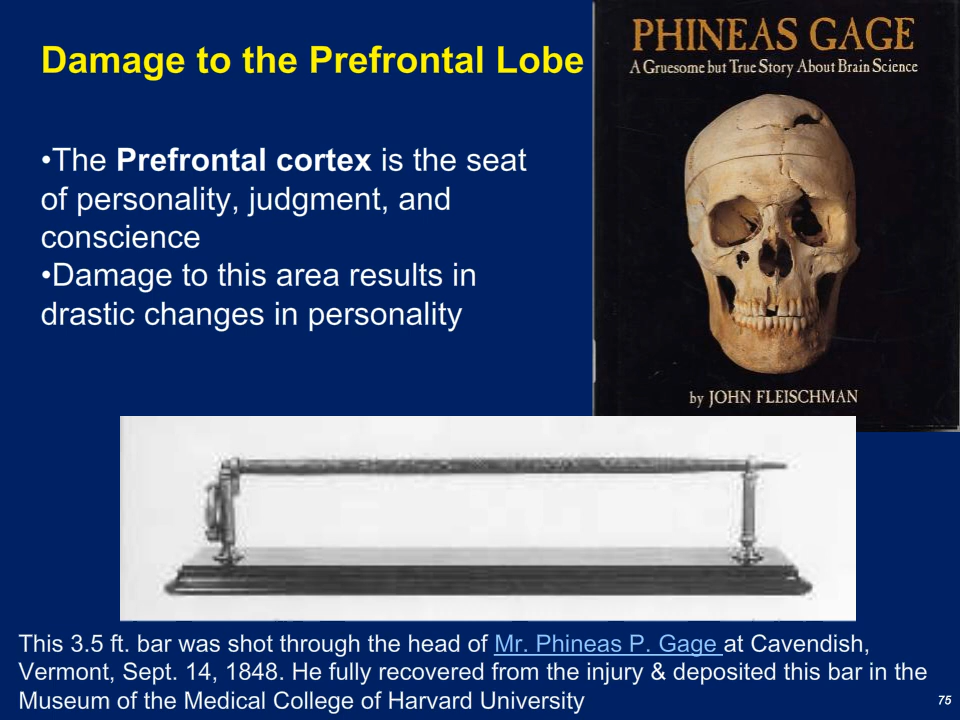 Damage to the Prefrontal Lobe
•The Prefrontal cortex is the seat
of personality, judgment, and
conscience
•Damage to this area results in
drastic changes in personality
PHINEAS GAGE
A Gruesome but True Story About Brain Science
by JOHN FLEISCHMAN
This 3.5 ft. bar was shot through the head of Mr. Phineas P. Gage at Cavendish,
Vermont, Sept. 14, 1848. He fully recovered from the injury & deposited this bar in the
Museum of the Medical College of Harvard University
75